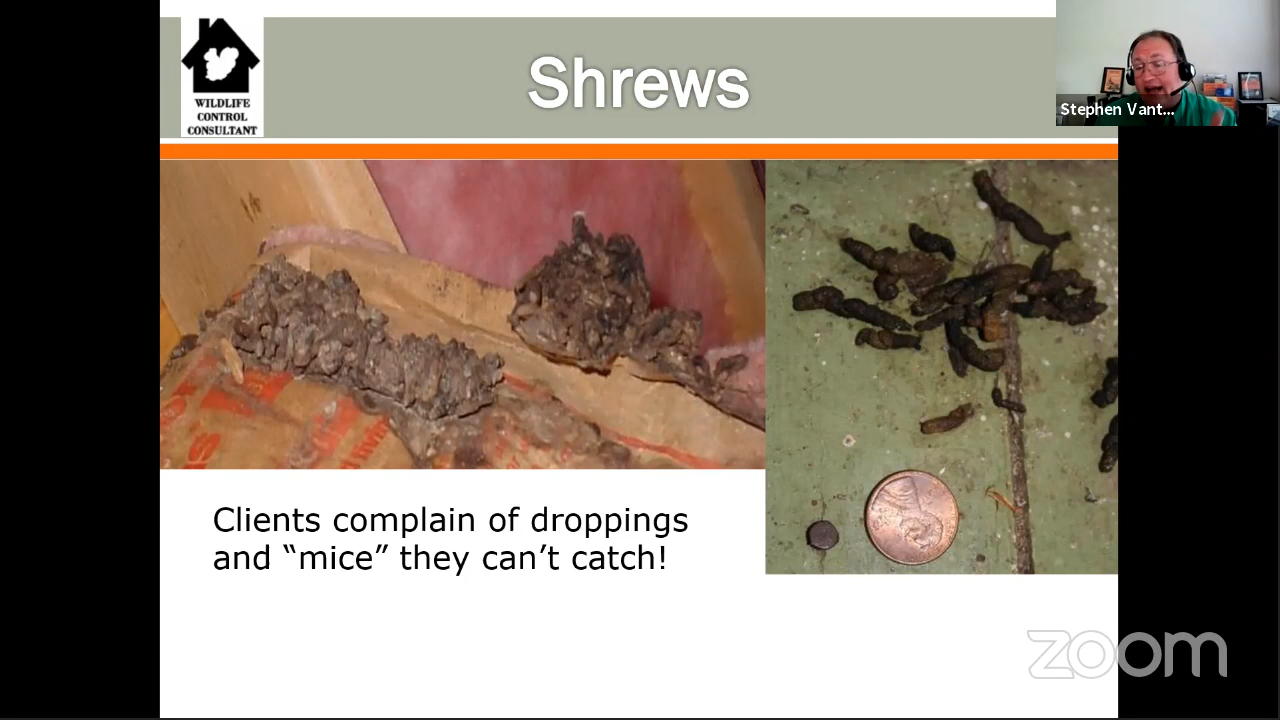 Shrews
WILDLIFE
CONTROL
CONSULTANT
Stephen Vant...
Clients complain of droppings
and “mice” they can’t catch!
zoom